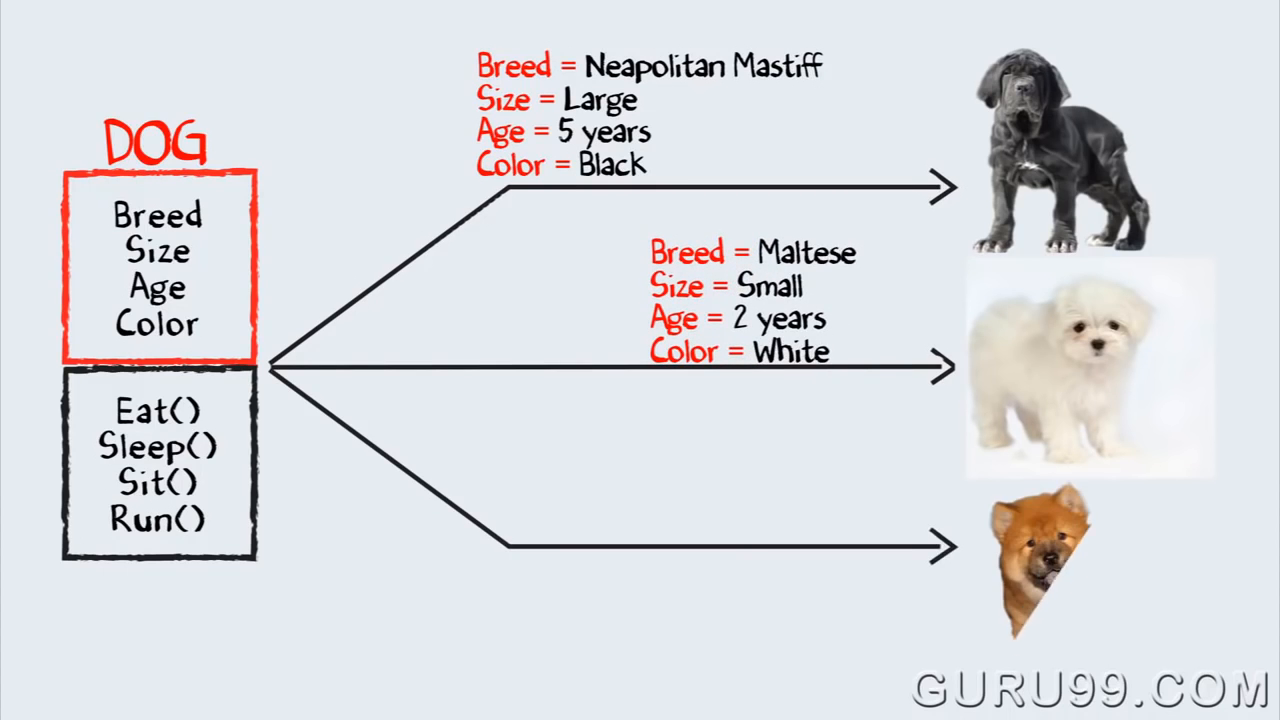 DOG
Breed
Size
Age
Color
Eat()
Sleep()
Sit()
Run()
Breed = Neapolitan Mastiff
Size = Large
Age = 5 years
Color = Black
Breed = Maltese
Size = Small
Age = 2 years
Color = White
GURU99.COM